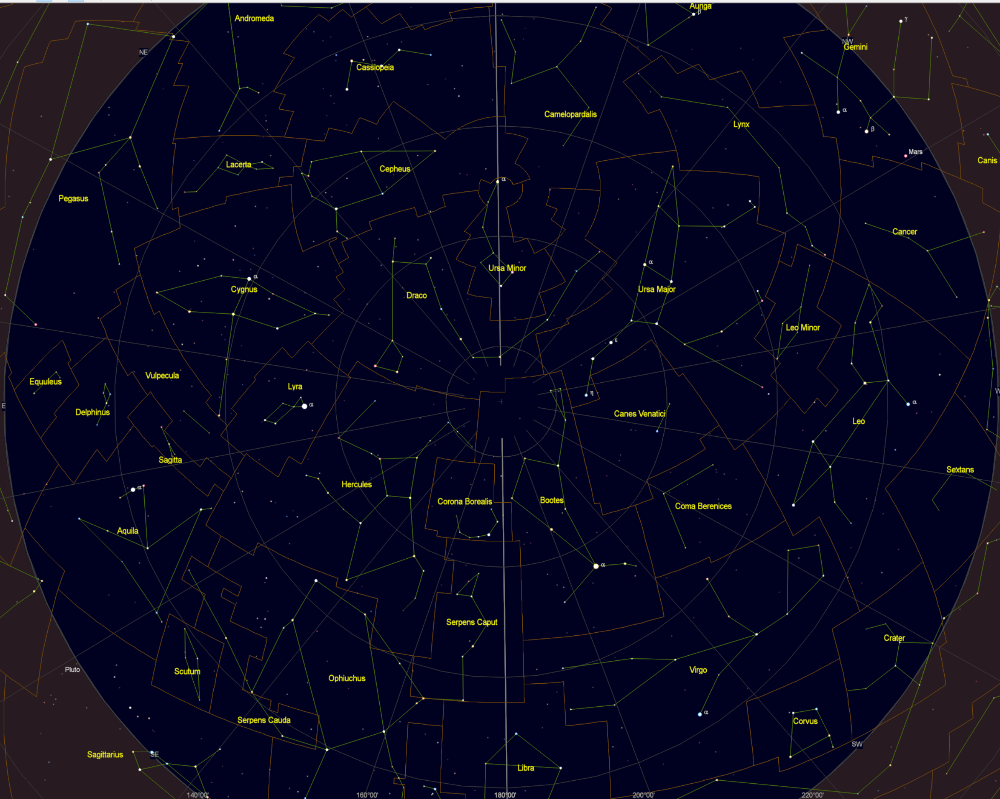 Andromeda
Auriga
β
γ
NE
NW
Gemini
Cassiopeia
Camelopardalis
α
Lynx
β
Mars
Canis
Lacerta
Cepheus
α
Pegasus
Cancer
Ursa Minor
α
α
Cygnus
Draco
Ursa Major
Leo Minor
ε
Vulpecula
Equuleus
Lyra
η
W
E
α
α
Delphinus
Canes Venatici
Leo
Sagitta
Sextans
Hercules
α
Corona Borealis
Bootes
Coma Berenices
Aquila
α
Serpens Caput
Crater
Pluto
Scutum
Ophiuchus
Virgo
α
Serpens Cauda
Corvus
SW
Sagittarius
SE
Libra
140°00'
160°00'
180°00'
200°00'
220°00'